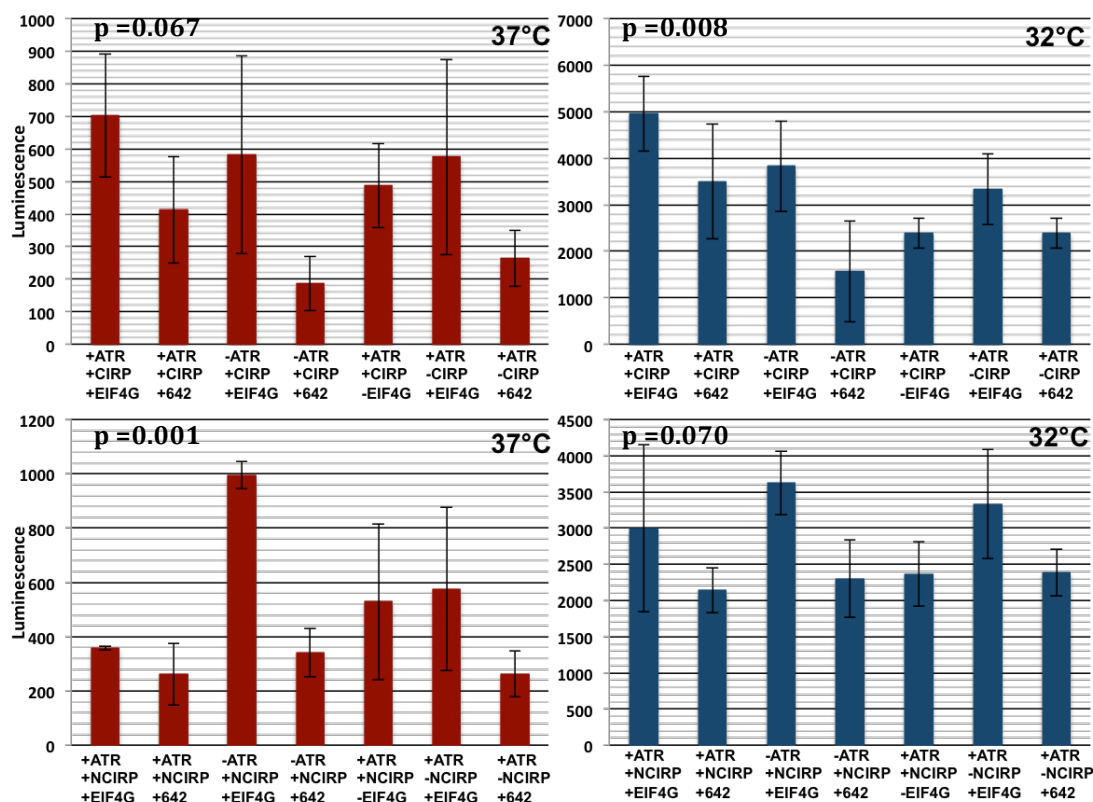 p =0.067
37°C
1000
900
800
700
600
500
400
300
200
100
0
Luminescence
+ATR +ATR -ATR -ATR +ATR +ATR +ATR
+CIRP +CIRP +CIRP +CIRP +CIRP -CIRP -CIRP
+EIF4G +642 +EIF4G +642 -EIF4G +EIF4G +642
p =0.008
32°C
7000
6000
5000
4000
3000
2000
1000
0
+ATR +ATR -ATR -ATR +ATR +ATR +ATR
+CIRP +CIRP +CIRP +CIRP +CIRP -CIRP -CIRP
+EIF4G +642 +EIF4G +642 -EIF4G +EIF4G +642
p =0.001
37°C
1200
1000
800
600
400
200
0
Luminescence
+ATR +ATR -ATR -ATR +ATR +ATR +ATR
+NCIRP +NCIRP +NCIRP +NCIRP +NCIRP -NCIRP -NCIRP
+EIF4G +642 +EIF4G +642 -EIF4G +EIF4G +642
p =0.070
32°C
4500
4000
3500
3000
2500
2000
1500
1000
500
0
+ATR +ATR -ATR -ATR +ATR +ATR +ATR
+NCIRP +NCIRP +NCIRP +NCIRP +NCIRP -NCIRP -NCIRP
+EIF4G +642 +EIF4G +642 -EIF4G +EIF4G +642